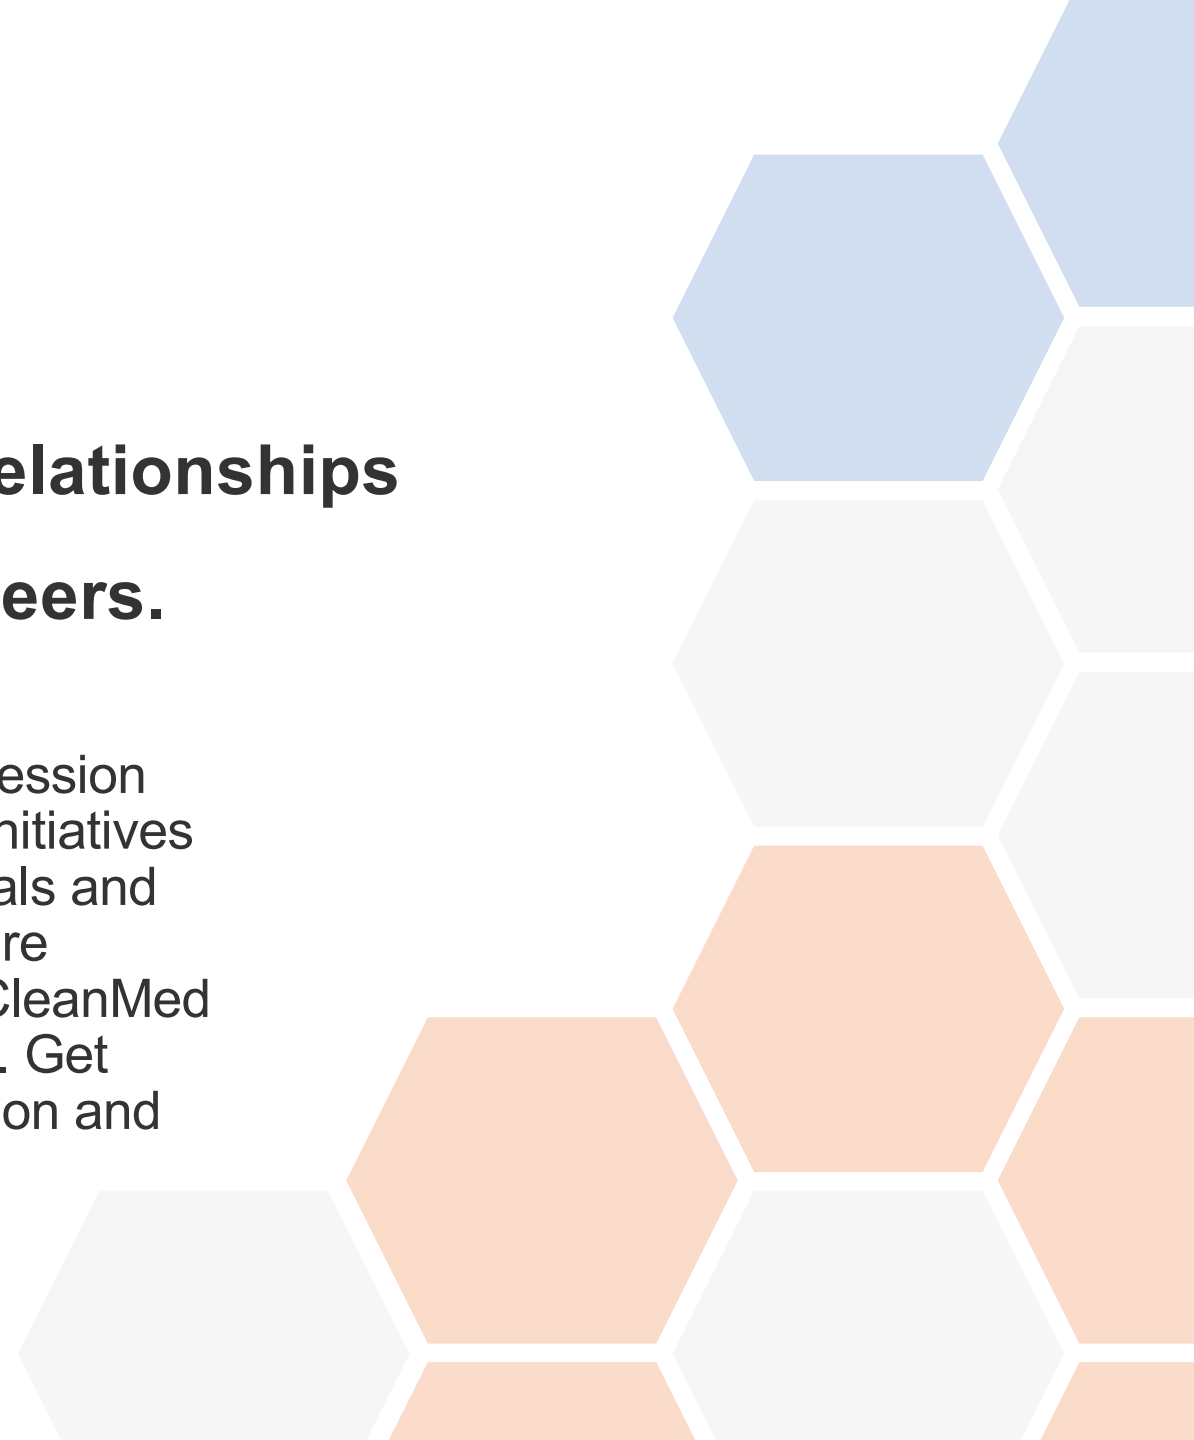 elationships
eers.
ession
nitiatives
als and
re
CleanMed
. Get
on and